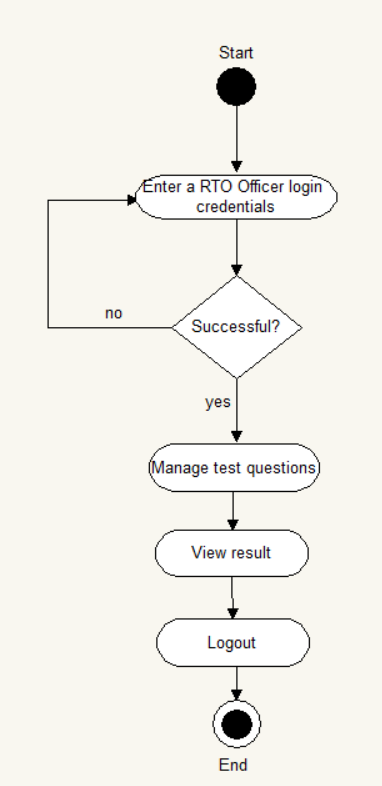 Start
Enter a RTO Officer login
credentials
Successful?
no
yes
Manage test questions
View result
Logout
End